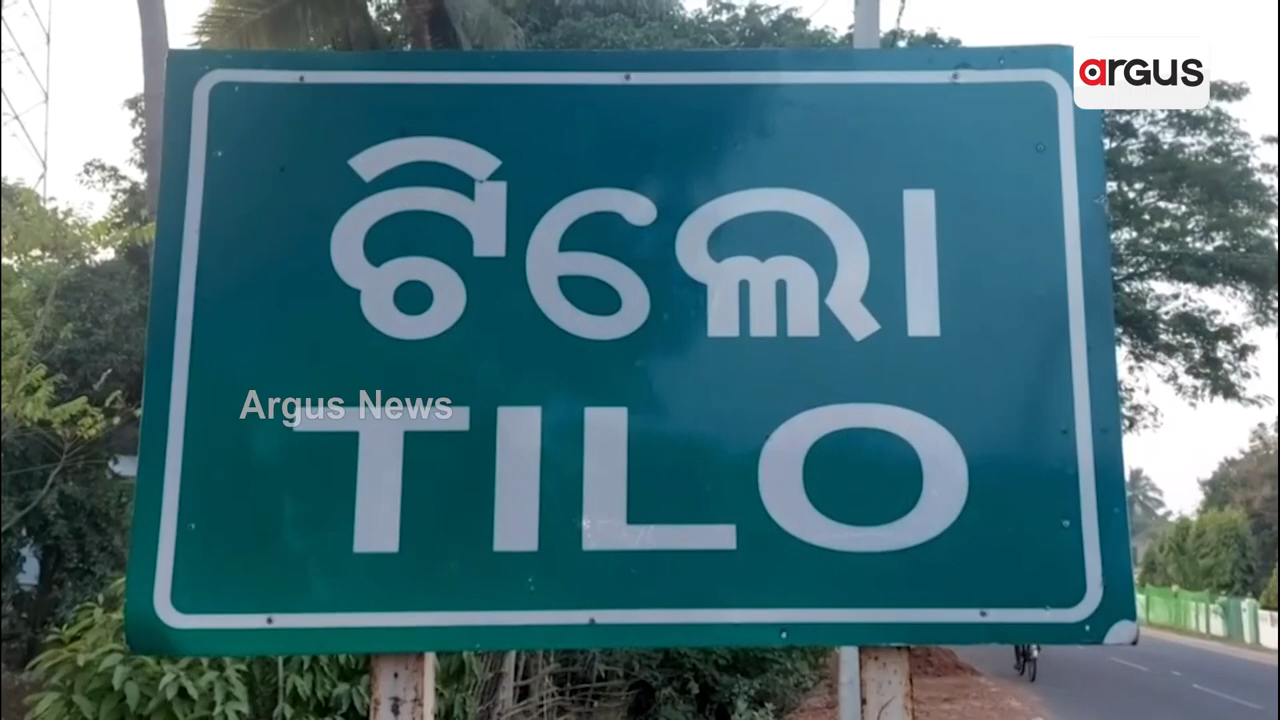 argus
ଟିଲୋ
Argus News
TILO